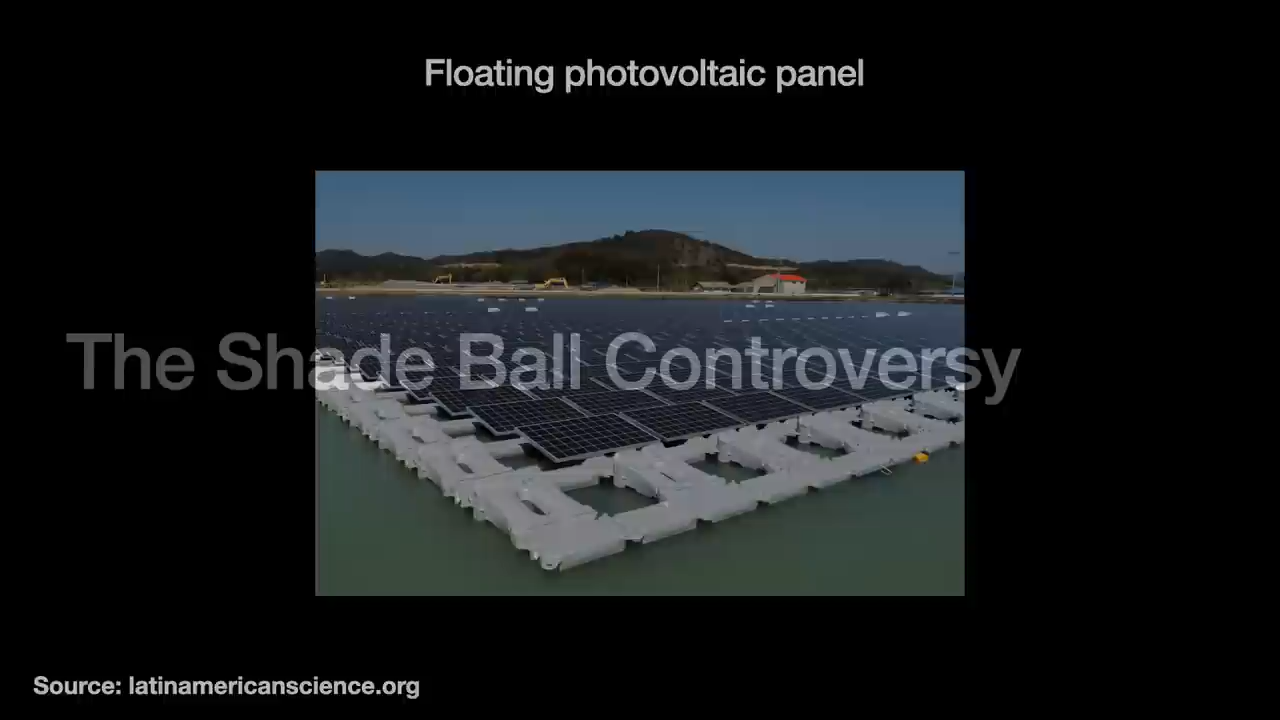 Floating photovoltaic panel
The Shade Ball Controversy
Source: latinamericanscience.org